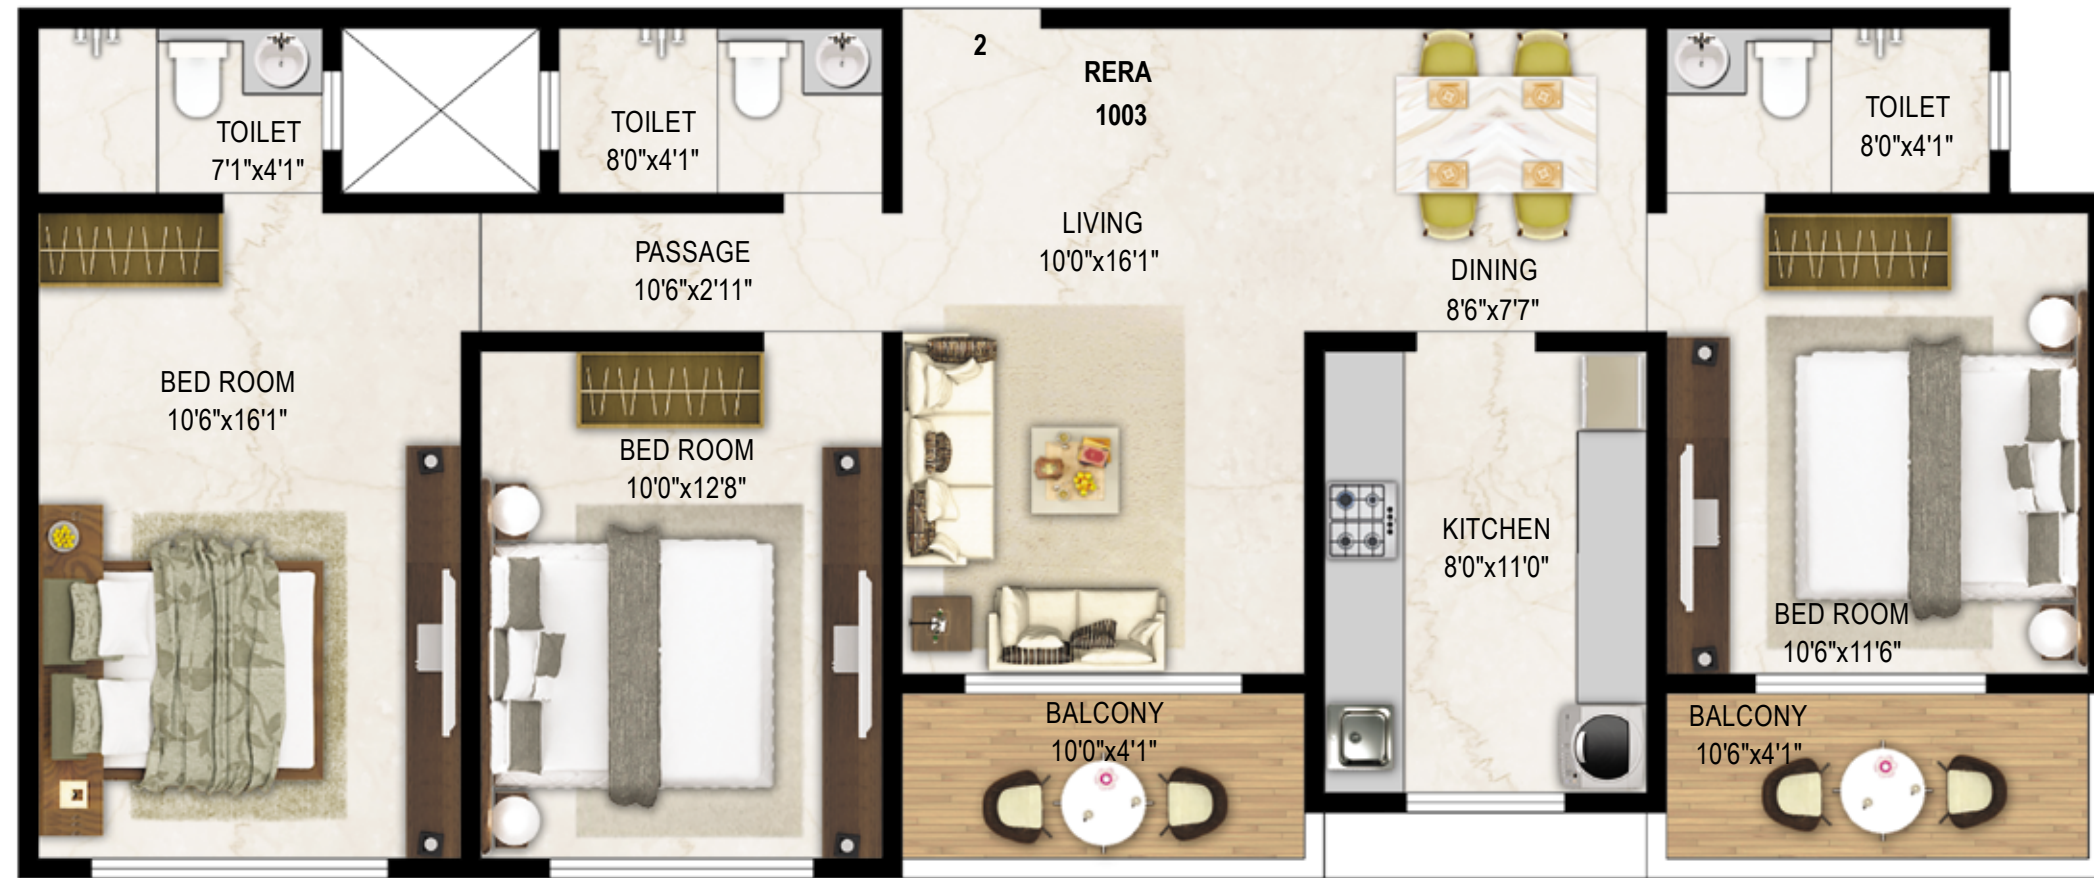 2
RERA
1003
TOILET
7'1"x4'1"
TOILET
8'0"x4'1"
TOILET
8'0"x4'1"
LIVING
10'0"x16'1"
PASSAGE
10'6"x2'11"
DINING
8'6"x7'7"
BED ROOM
10'6"x16'1"
BED ROOM
10'0"x12'8"
KITCHEN
8'0"x11'0"
BED ROOM
10'6"x11'6"
BALCONY
10'0"x4'1"
BALCONY
10'6"x4'1"